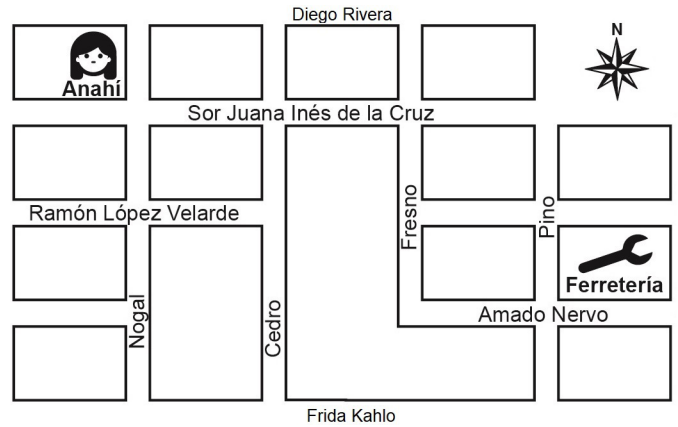 Diego Rivera
N
Anahí
Sor Juana Inés de la Cruz
Ramón López Velarde
Fresno
Pino
Ferretería
Nogal
Cedro
Amado Nervo
Frida Kahlo